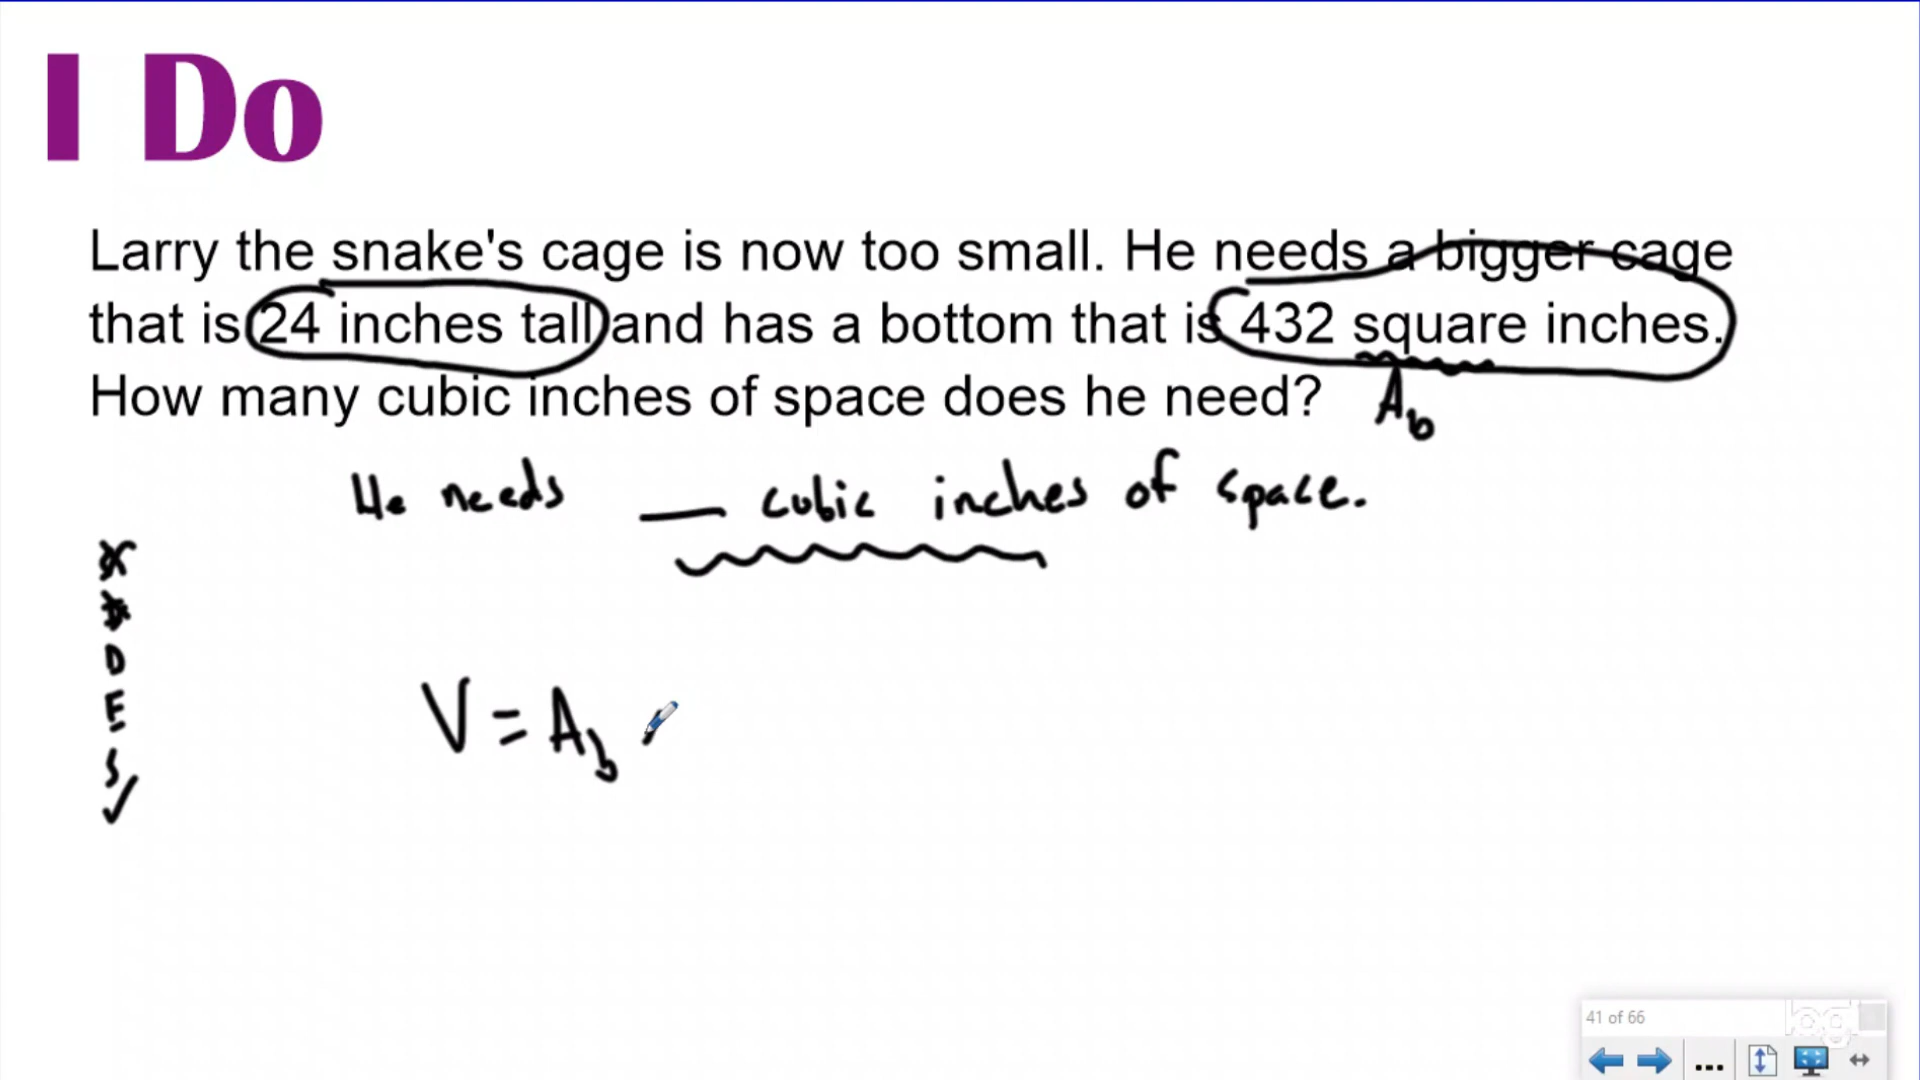 I Do
Larry the snake's cage is now too small. He needs a bigger cage
that is 24 inches tall and has a bottom that is 432 square inches.
How many cubic inches of space does he need? Ab
He needs __ cubic inches of space.
D
E
S
✓
V = Ab
41 of 66